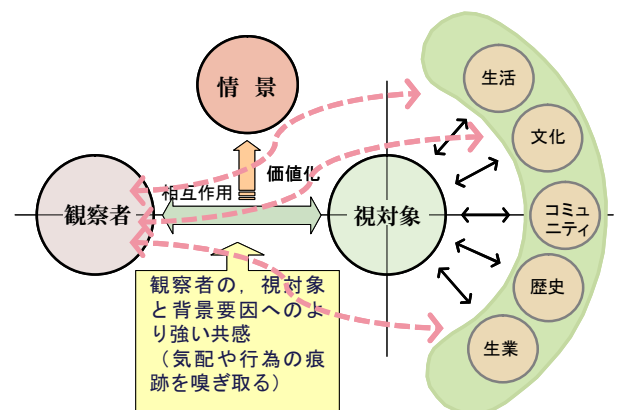 情 景
生活
文化
価値化
相互作用
観察者
視対象
コミュ
ニティ
歴史
生業
観察者の，視対象
と背景要因へのよ
り強い共感
（気配や行為の痕
跡を嗅ぎ取る）